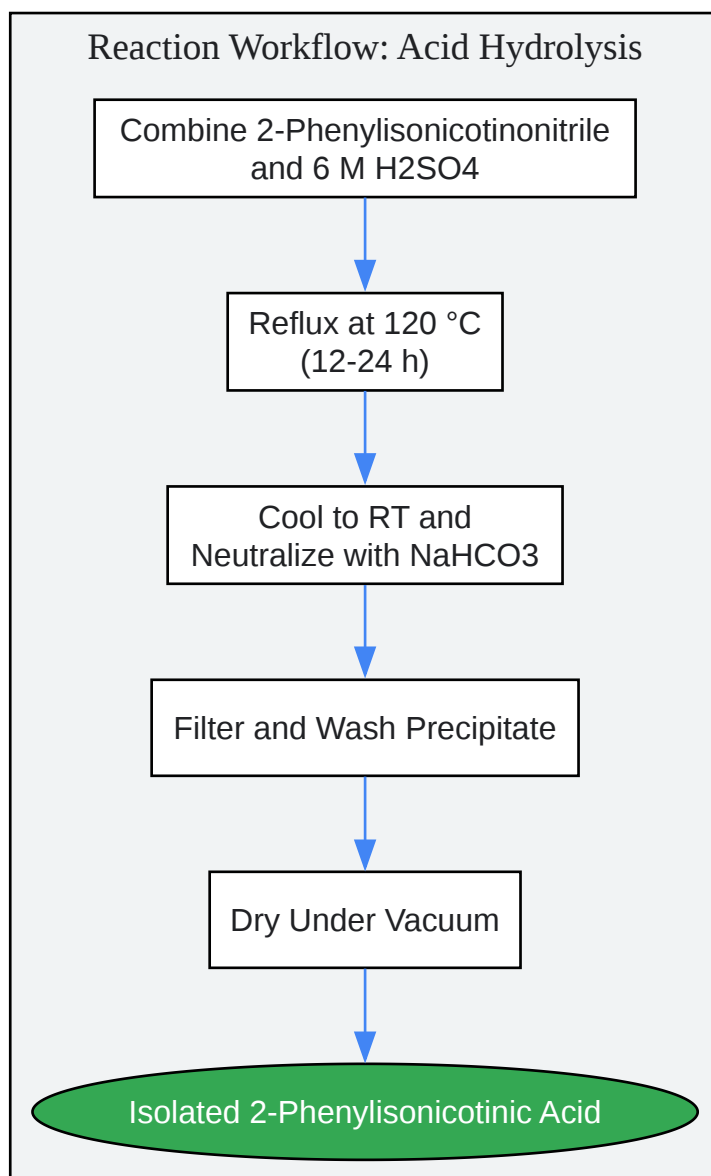 Reaction Workflow: Acid Hydrolysis
Combine 2-Phenylisonicotinonitrile
and 6 M H2SO4
Reflux at 120 °C
(12-24 h)
Cool to RT and
Neutralize with NaHCO3
Filter and Wash Precipitate
Dry Under Vacuum
Isolated 2-Phenylisonicotinic Acid